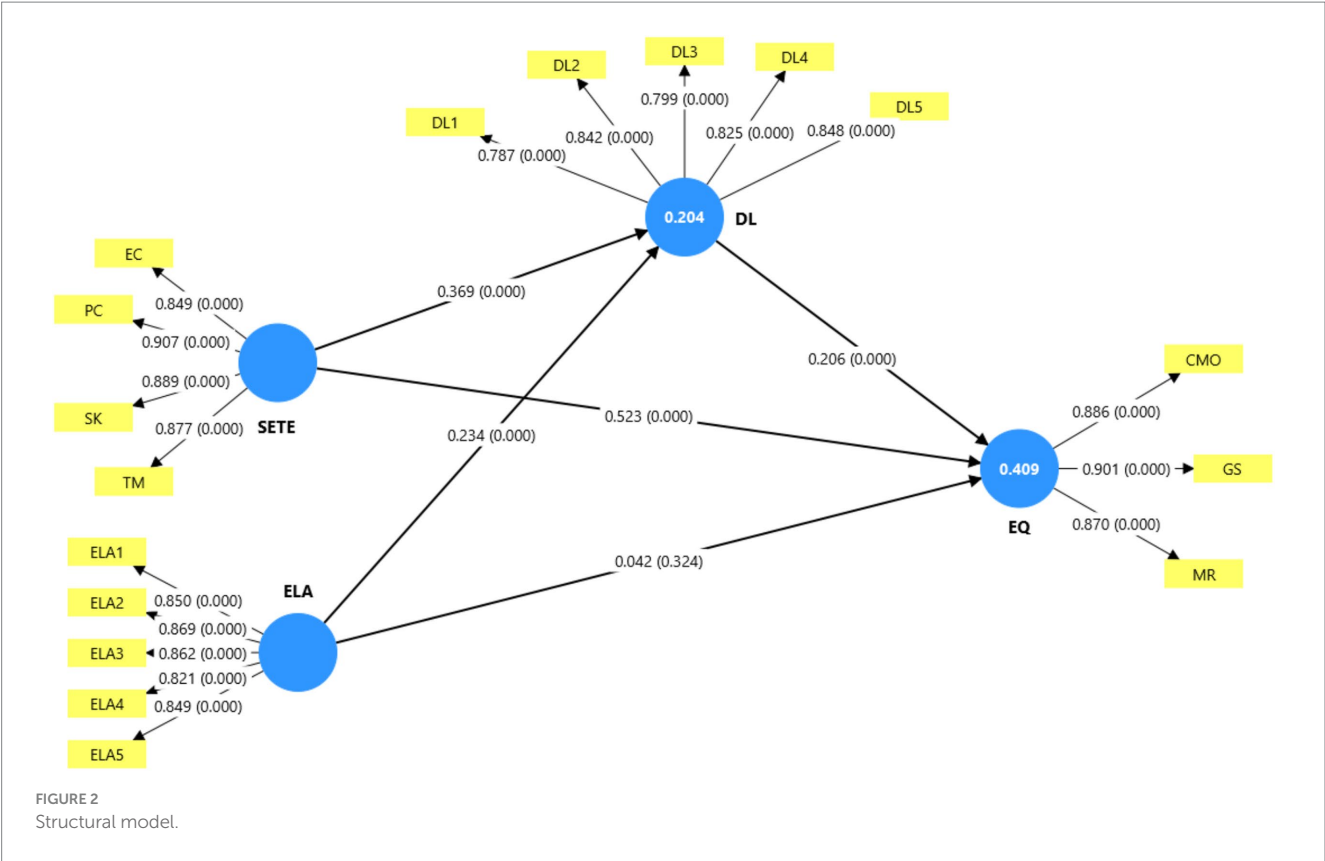 DL3
DL2
DL4
DL5
DL1
0.799 (0.000)
0.842 (0.000)
0.825 (0.000)
0.848 (0.000)
0.787 (0.000)
0.204
DL
EC
0.849 (0.000)
PC
0.907 (0.000)
0.889 (0.000)
SK
0.877 (0.000)
SETE
TM
0.369 (0.000)
0.206 (0.000)
0.523 (0.000)
0.234 (0.000)
0.042 (0.324)
CMO
0.886 (0.000)
0.409
0.901 (0.000)
GS
EQ
0.870 (0.000)
MR
ELA1
ELA
0.850 (0.000)
ELA2
0.869 (0.000)
ELA3
0.862 (0.000)
0.821 (0.000)
ELA4
0.849 (0.000)
ELA5
FIGURE 2
Structural model.